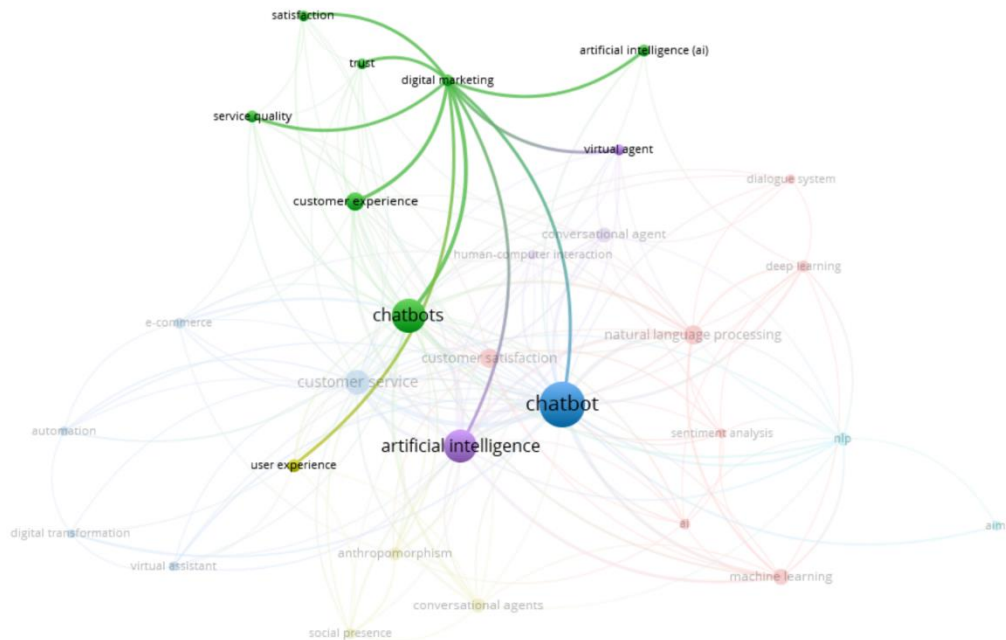 satisfaction
artificial intelligence (ai)
trust
digital marketing
service quality
virtual agent
dialogue system
customer experience
conversational agent
human-computer interaction
deep learning
chatbots
e-commerce
natural language processing
customer satisfaction
customer service
chatbot
automation
sentiment analysis
nlp
artificial intelligence
user experience
ai
aiml
digital transformation
anthropomorphism
virtual assistant
machine learning
conversational agents
social presence